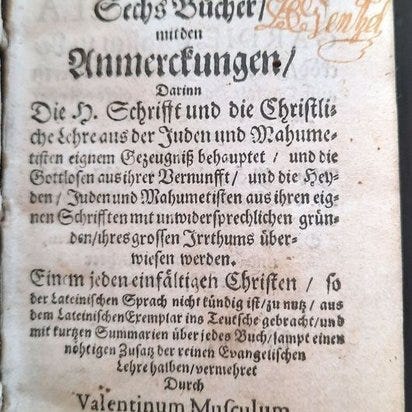 Sechs Bücher/
mit den
Anmerckungen/
Darinn
Die H. Schrifft und die Christli-
che Lehre aus der Juden und Mahume-
tisten eignem Gezeugniß behauptet / und die
Gottlosen aus ihrer Vernunfft / und die Hey-
den / Juden und Mahumetisten aus ihren eig-
nen Schrifften mit unwidersprechlichen grün-
den/ihres grossen Irrthums über-
wiesen werden.
Einem jeden einfältigen Christen / so
der Lateinischen Sprach nicht kündig ist/zu nutz / aus
dem Lateinischen Exemplar ins Teutsche gebracht/und
mit kurtzen Summarien über jedes Buch/sampt einen
nöhtigen Zusatz der reinen Evangelischen
Lehre halben/vermehret
Durch
Valentinum Musculum